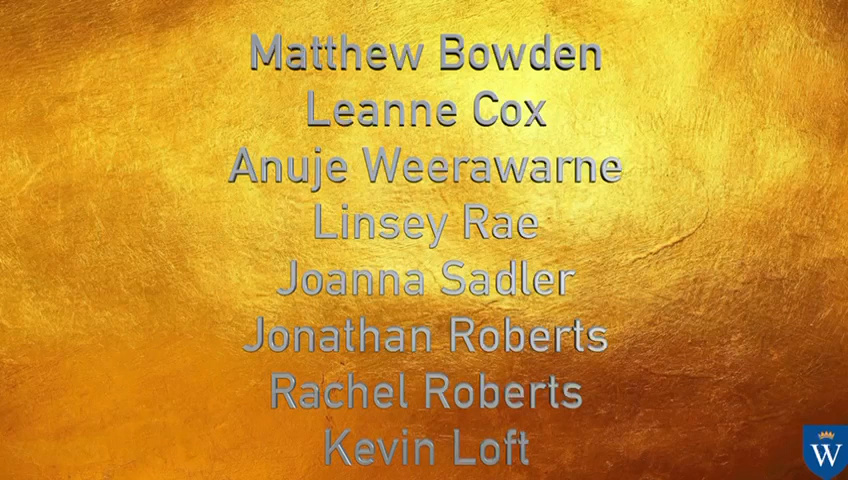 Matthew Bowden
Leanne Cox
Anuje Weerawarne
Linsey Rae
Joanna Sadler
Jonathan Roberts
Rachel Roberts
Kevin Loft
W